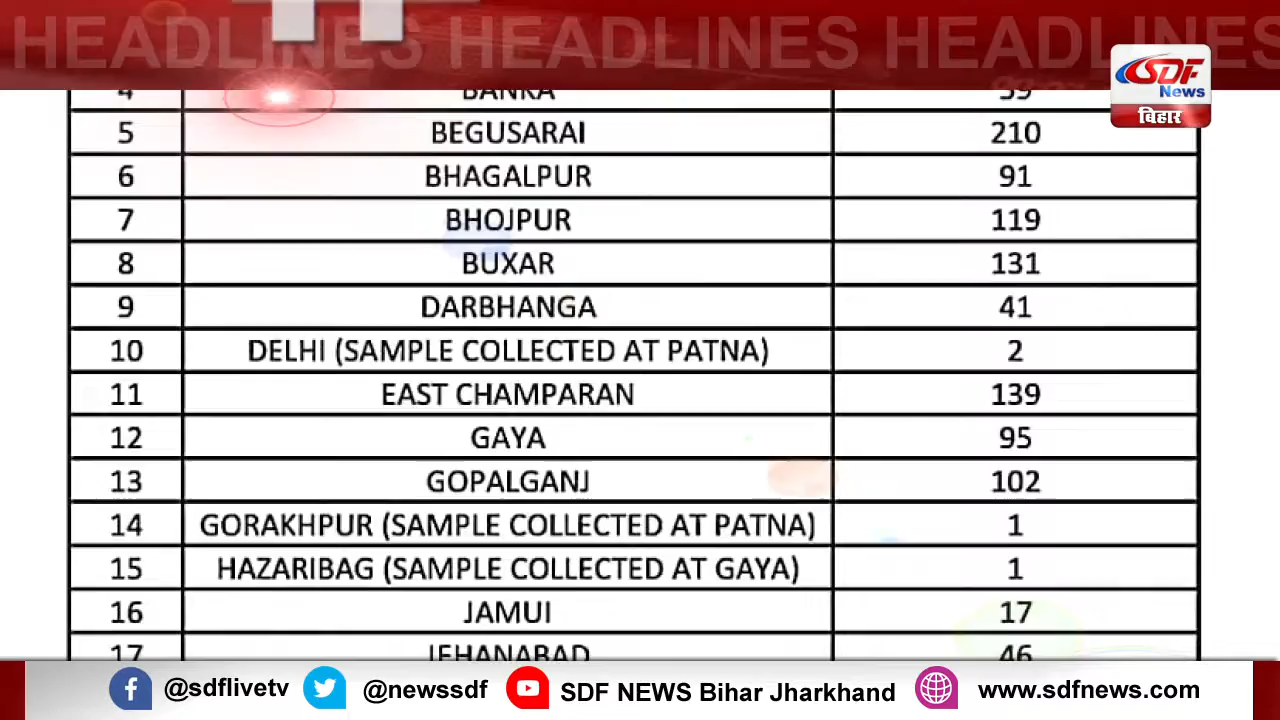 HEADLINES HEADLINES HEADLINES
SDF
News
बिहार
4 BANKA 59
5 BEGUSARAI 210
6 BHAGALPUR 91
7 BHOJPUR 119
8 BUXAR 131
9 DARBHANGA 41
10 DELHI (SAMPLE COLLECTED AT PATNA) 2
11 EAST CHAMPARAN 139
12 GAYA 95
13 GOPALGANJ 102
14 GORAKHPUR (SAMPLE COLLECTED AT PATNA) 1
15 HAZARIBAG (SAMPLE COLLECTED AT GAYA) 1
16 JAMUI 17
17 JEHANABAD 46
@sdflivetv @newssdf SDF NEWS Bihar Jharkhand www.sdfnews.com